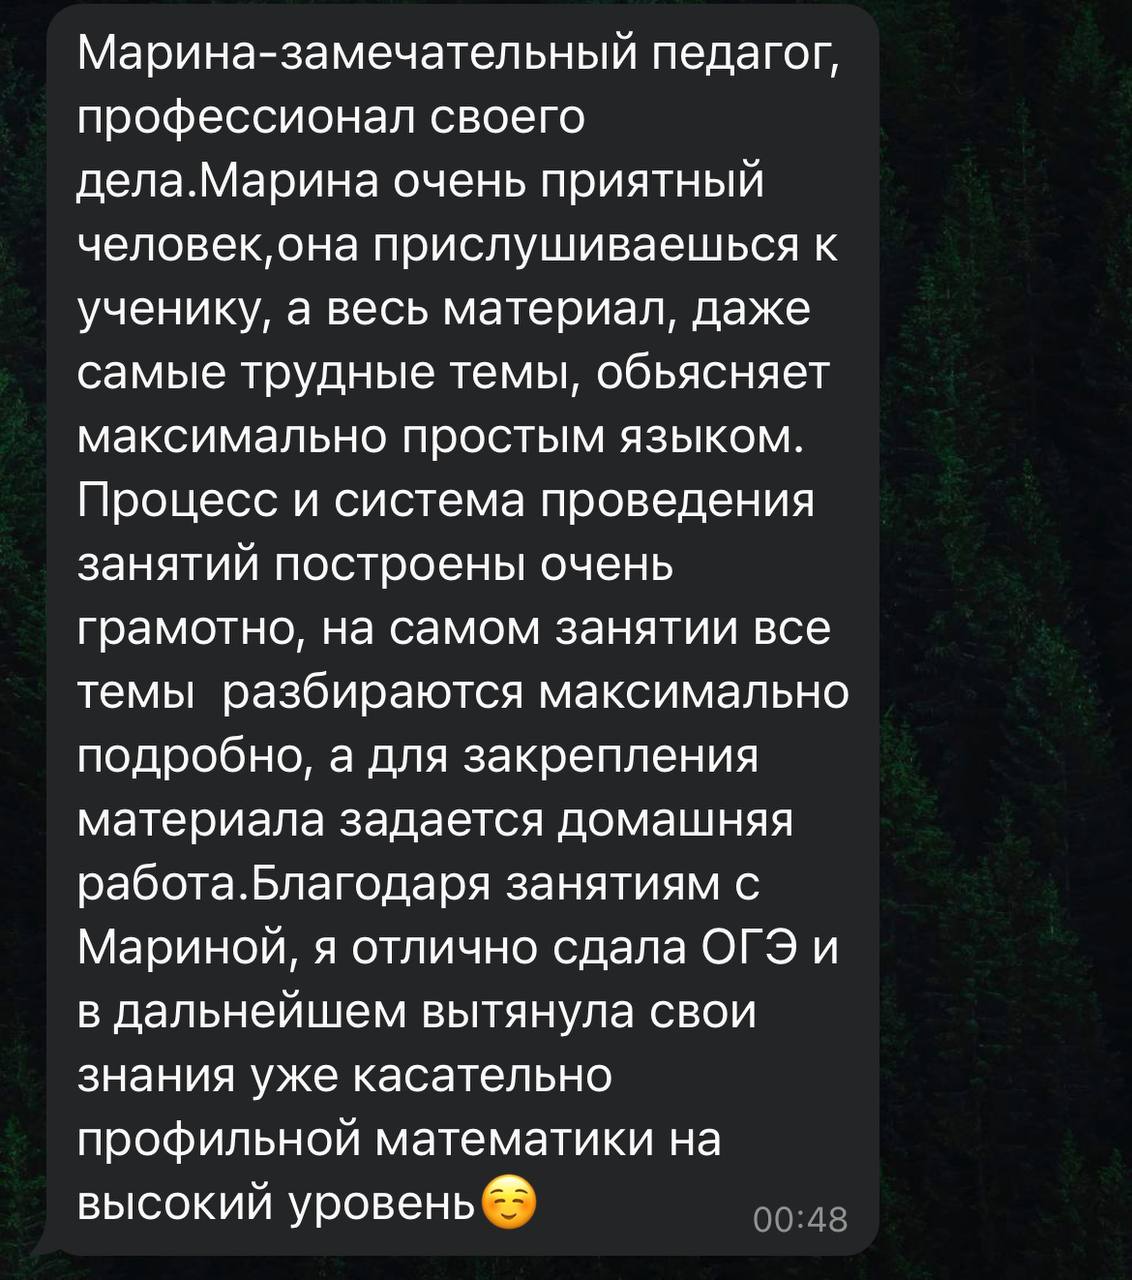 Марина-замечательный педагог,
профессионал своего
дела.Марина очень приятный
человек,она прислушиваешься к
ученику, а весь материал, даже
самые трудные темы, обьясняет
максимально простым языком.
Процесс и система проведения
занятий построены очень
грамотно, на самом занятии все
темы  разбираются максимально
подробно, а для закрепления
материала задается домашняя
работа.Благодаря занятиям с
Мариной, я отлично сдала ОГЭ и
в дальнейшем вытянула свои
знания уже касательно
профильной математики на
высокий уровень☺️
00:48